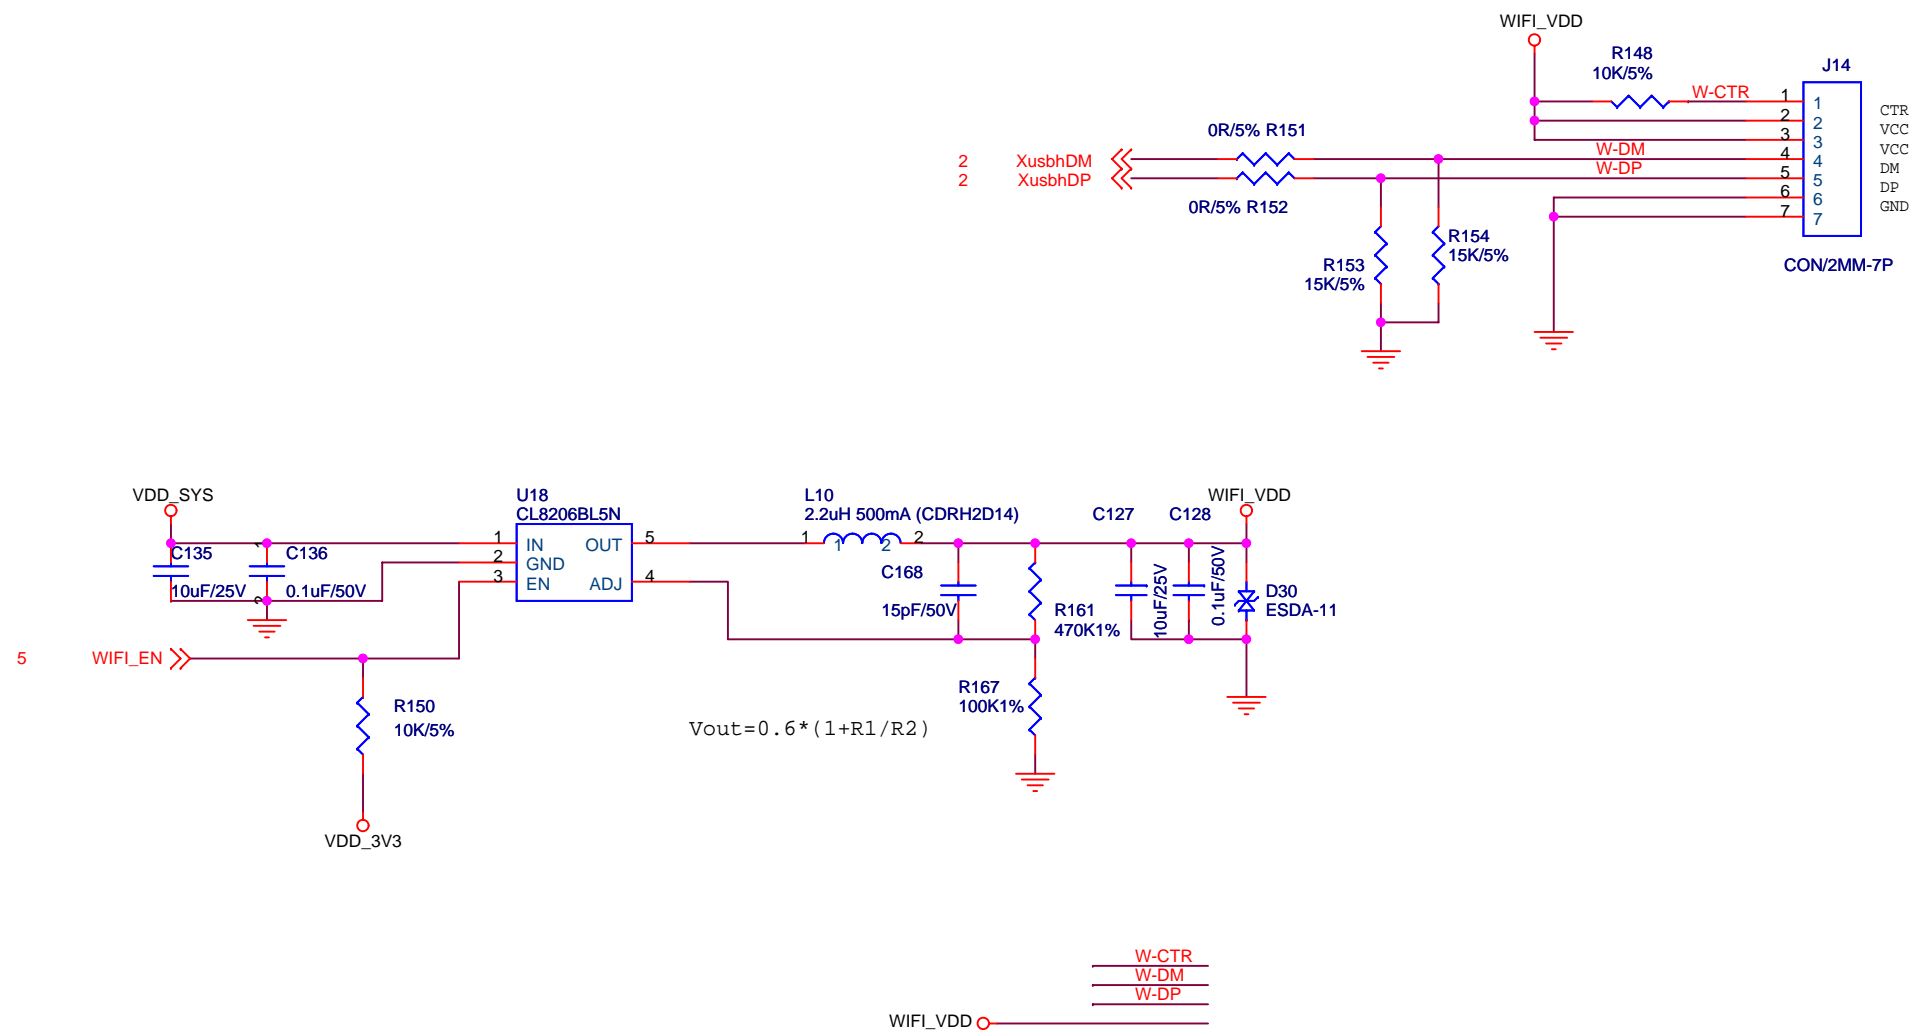 WIFI_VDD
R148
10K/5%
J14
W-CTR
1
1
CTR
2
2
VCC
3
3
VCC
0R/5% R151
2 XusbhDM
W-DM
4
4
DM
2 XusbhDP
W-DP
5
5
DP
6
6
GND
7
7
0R/5% R152
R153
15K/5%
R154
15K/5%
CON/2MM-7P
VDD_SYS
U18
CL8206BL5N
L10
2.2uH 500mA (CDRH2D14)
C127
C128
WIFI_VDD
1
IN
OUT
5
1
1
2
2
2
GND
3
EN
ADJ
4
C135
10uF/25V
1
2
C136
0.1uF/50V
C168
15pF/50V
R161
470K1%
10uF/25V
0.1uF/50V
D30
ESDA-11
5 WIFI_EN
R150
10K/5%
R167
100K1%
Vout=0.6*(1+R1/R2)
VDD_3V3
W-CTR
W-DM
W-DP
WIFI_VDD